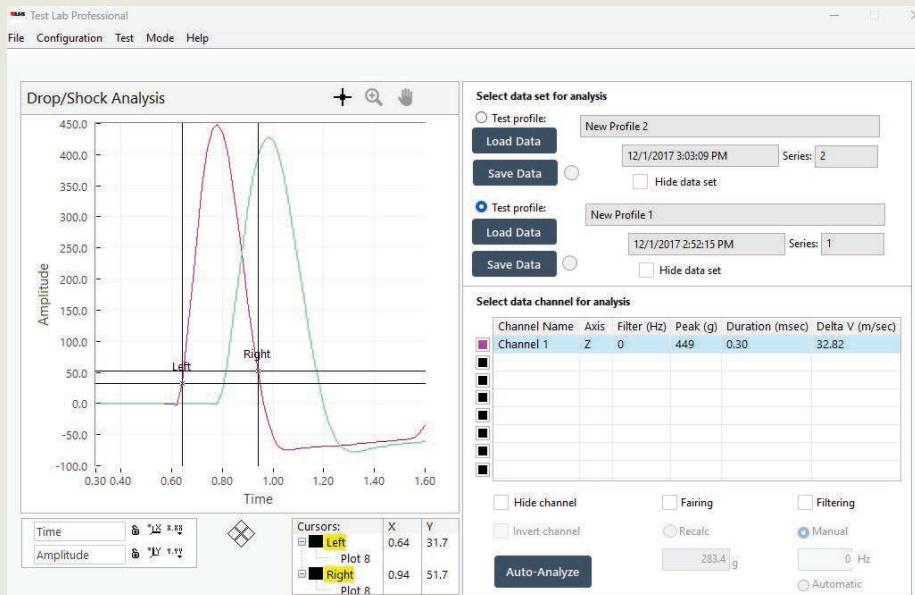 Test Lab Professional
File Configuration Test Mode Help
Drop/Shock Analysis
450.0
400.0
350.0
300.0
250.0
200.0
150.0
100.0
50.0
0.0
-50.0
-100.0
Amplitude
Left
Right
0.30 0.40 0.60 0.80 1.00 1.20 1.40 1.60
Time
Time
Amplitude
Cursors: X Y
Left 0.64 31.7
Plot 8
Right 0.94 51.7
Plot 8
Select data set for analysis
Test profile:
New Profile 2
Load Data
12/1/2017 3:03:09 PM Series: 2
Save Data
Hide data set
Test profile:
New Profile 1
Load Data
12/1/2017 2:52:15 PM Series: 1
Save Data
Hide data set
Select data channel for analysis
Channel Name Axis Filter (Hz) Peak (g) Duration (msec) Delta V (m/sec)
Channel 1 Z 0 449 0.30 32.82
Hide channel Fairing Filtering
Invert channel Recalc Manual
283.4 g 0 Hz
Auto-Analyze
Automatic